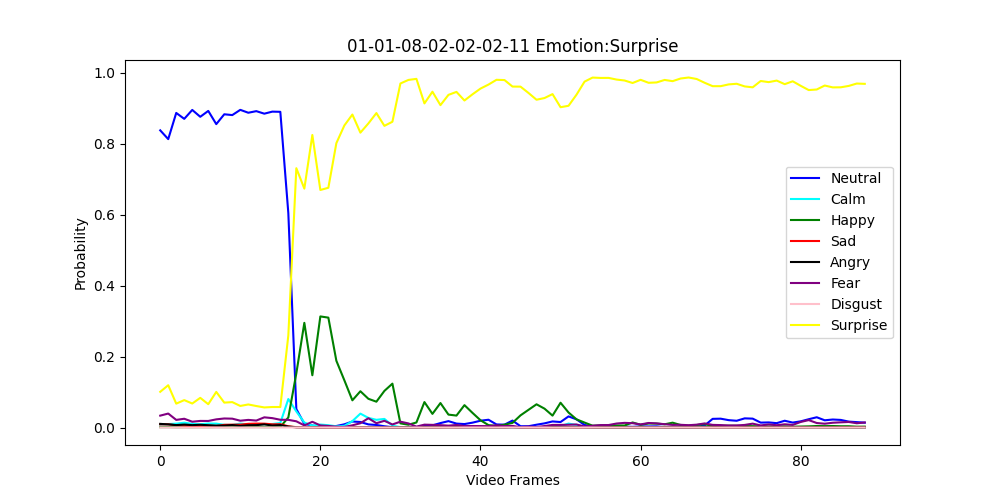 01-01-08-02-02-02-11 Emotion:Surprise
1.0
0.8
0.6
0.4
0.2
0.0
Probability
Neutral
Calm
Happy
Sad
Angry
Fear
Disgust
Surprise
0
20
40
60
80
Video Frames